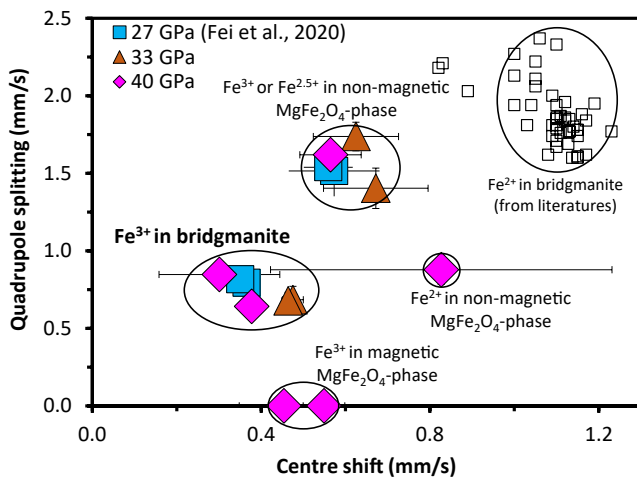 27 GPa (Fei et al., 2020)
33 GPa
40 GPa
Fe³⁺ or Fe²·⁵⁺ in non-magnetic
MgFe₂O₄-phase
Fe²⁺ in bridgmanite
(from literatures)
Fe³⁺ in bridgmanite
Fe²⁺ in non-magnetic
MgFe₂O₄-phase
Fe³⁺ in magnetic
MgFe₂O₄-phase
Quadrupole splitting (mm/s)
2.5
2.0
1.5
1.0
0.5
0.0
0.0
0.4
0.8
1.2
Centre shift (mm/s)